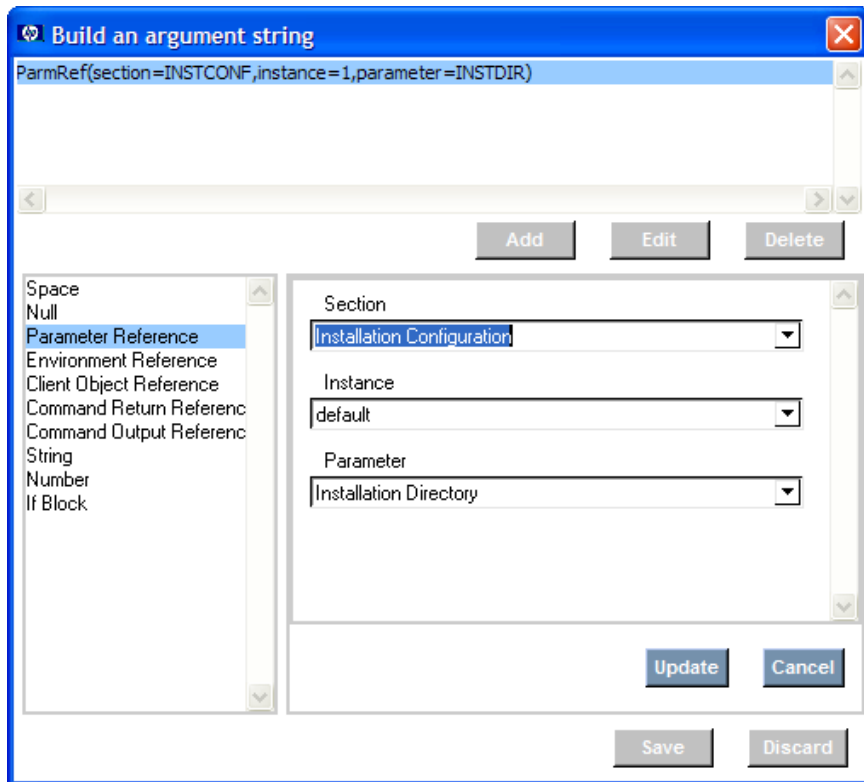 Build an argument string
ParmRef(section=INSTCONF,instance=1,parameter=INSTDIR)
Add Edit Delete
Space
Null
Parameter Reference
Environment Reference
Client Object Reference
Command Return Referenc
Command Output Referenc
String
Number
If Block
Section
Installation Configuration
Instance
default
Parameter
Installation Directory
Update Cancel
Save Discard